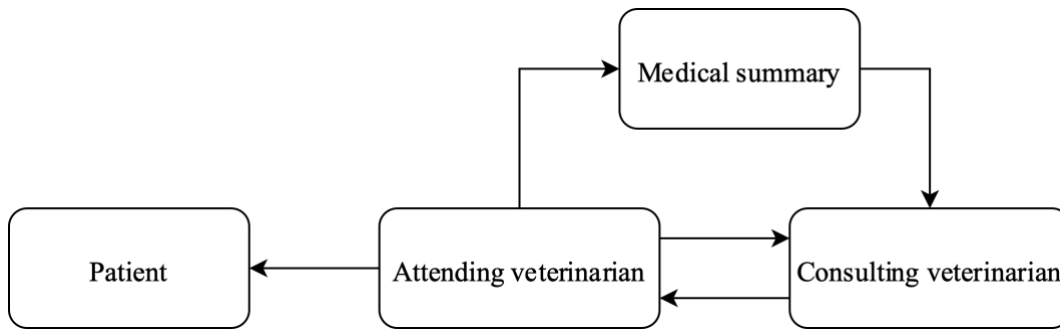 Medical summary
Patient
Attending veterinarian
Consulting veterinarian